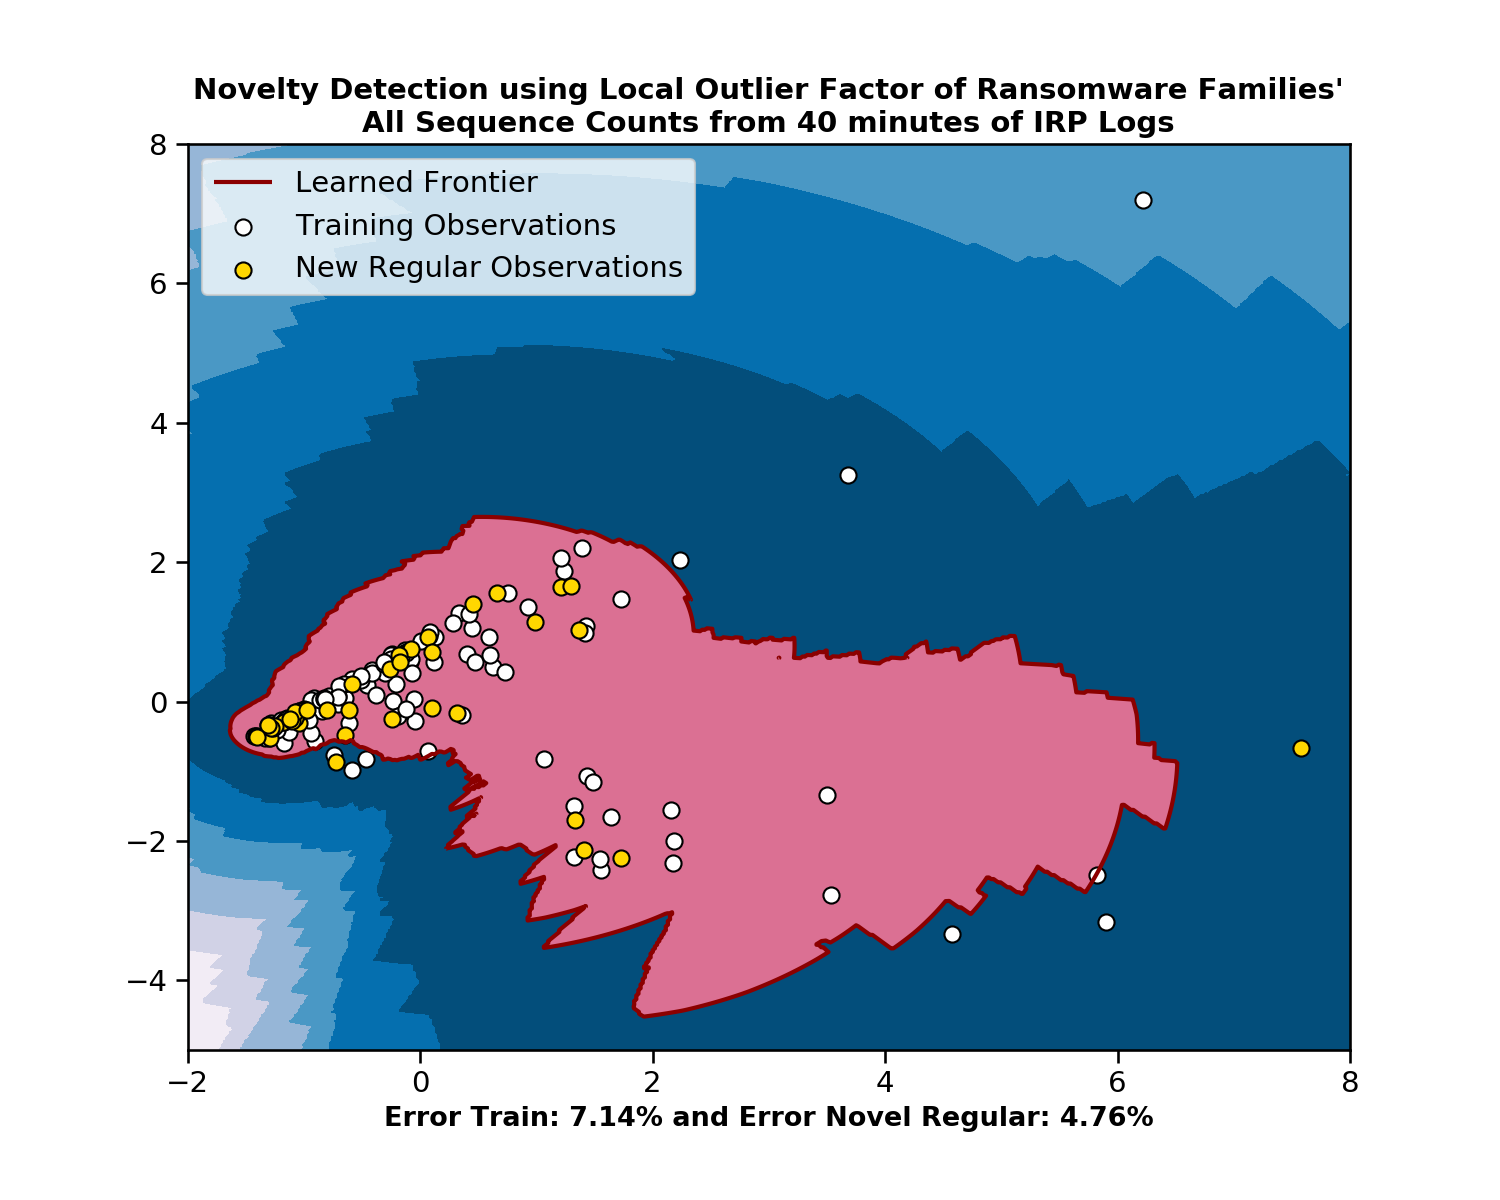 Novelty Detection using Local Outlier Factor of Ransomware Families'
All Sequence Counts from 40 minutes of IRP Logs
8
Learned Frontier
Training Observations
New Regular Observations
6
4
2
0
−2
−4
−2 0 2 4 6 8
Error Train: 7.14% and Error Novel Regular: 4.76%